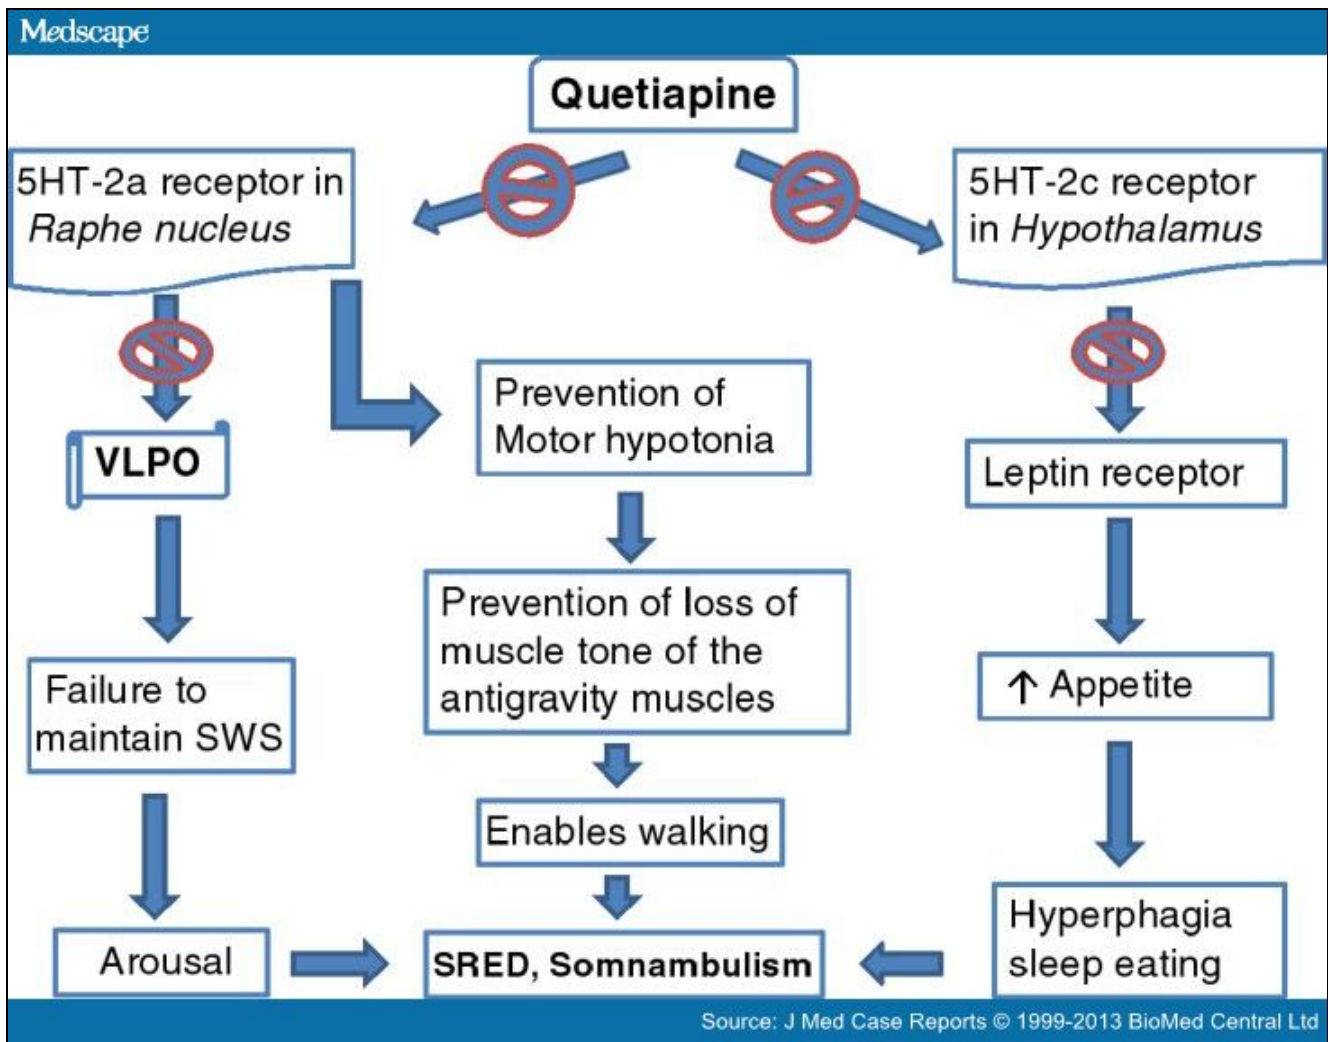 Medscape
Quetiapine
5HT-2a receptor in
Raphe nucleus
5HT-2c receptor
in Hypothalamus
VLPO
Prevention of
Motor hypotonia
Leptin receptor
Prevention of loss of
muscle tone of the
antigravity muscles
Failure to
maintain SWS
↑ Appetite
Enables walking
Arousal
SRED, Somnambulism
Hyperphagia
sleep eating
Source: J Med Case Reports © 1999-2013 BioMed Central Ltd